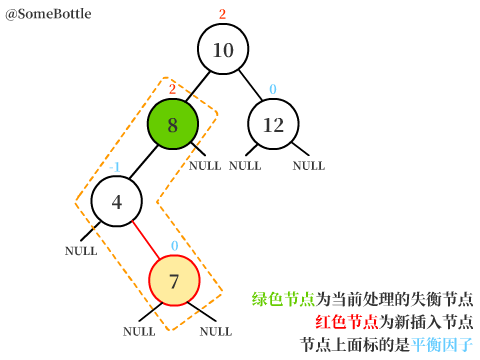 @SomeBottle
2
10
2
0
8
12
-1
NULL
NULL
NULL
4
NULL
0
7
NULL
NULL
绿色节点为当前处理的失衡节点
红色节点为新插入节点
节点上面标的是平衡因子